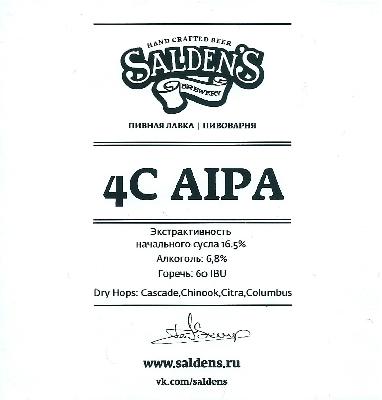 HAND CRAFTED BEER
SALDEN'S
BREWERY
ПИВНАЯ ЛАВКА | ПИВОВАРНЯ
4C AIPA
Экстрактивность
начального сусла 16.5%
Алкоголь: 6,8%
Горечь: 60 IBU
Dry Hops: Cascade,Chinook,Citra,Columbus
www.saldens.ru
vk.com/saldens